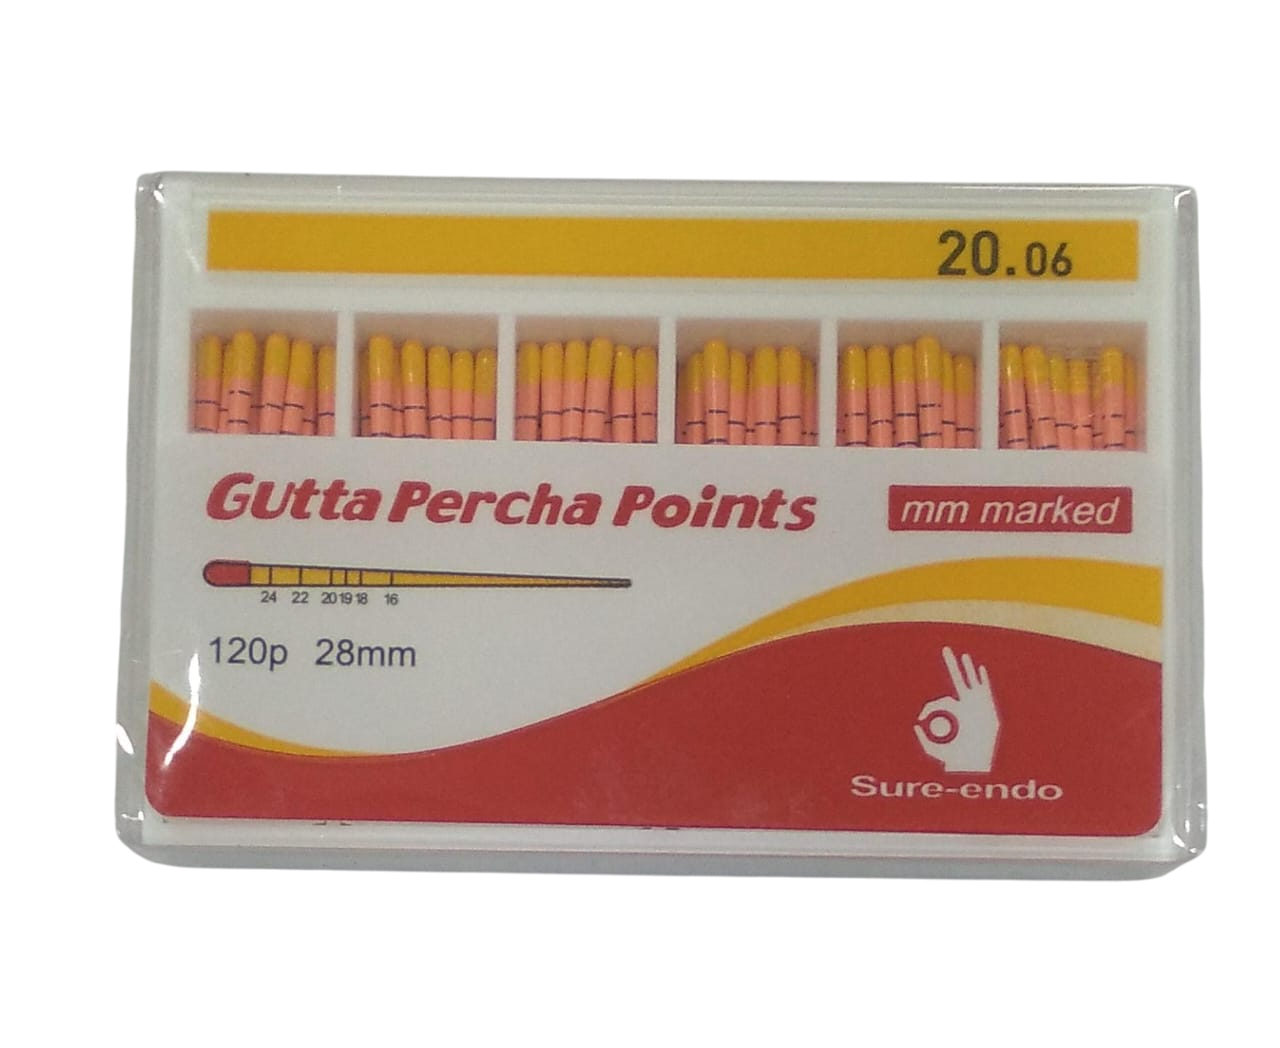 20.06
Gutta Percha Points
mm marked
24 22 20 19 18 16
120p 28mm
Sure-endo